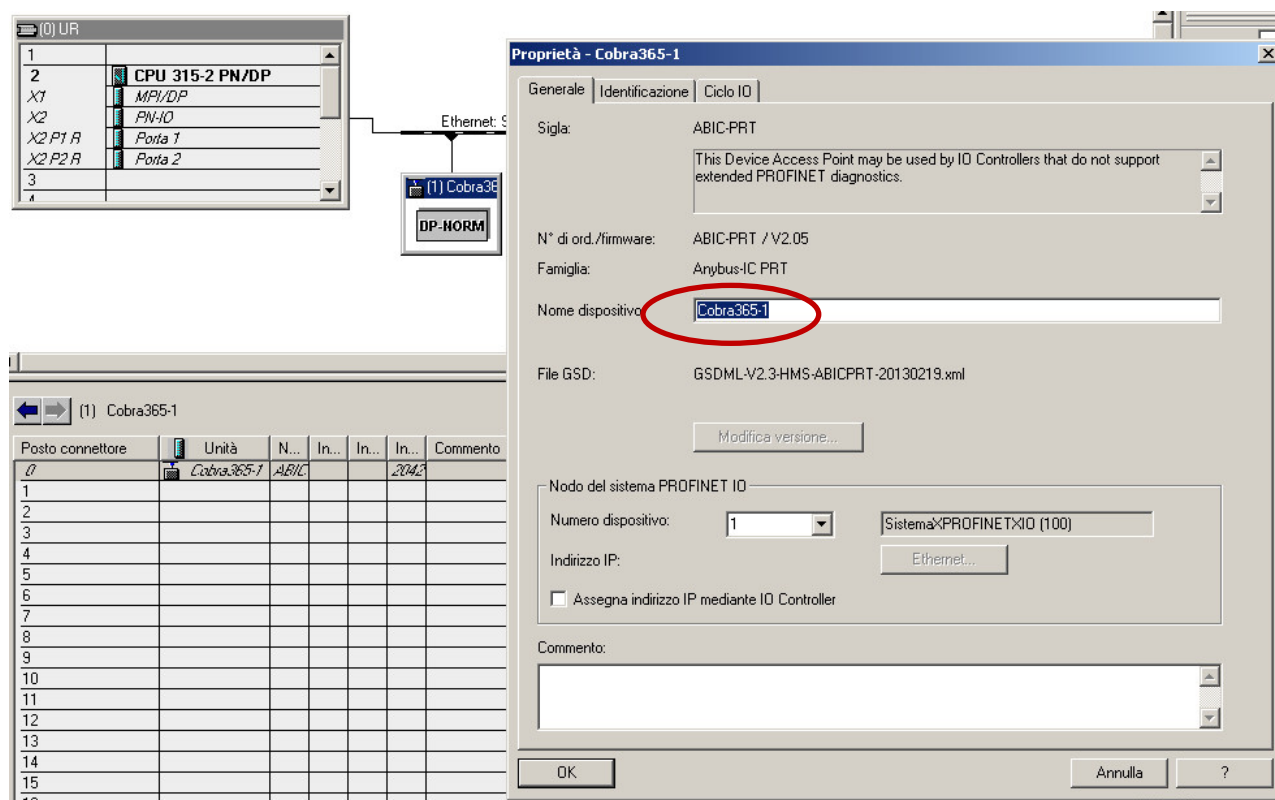 (0) UR
1
2 CPU 315-2 PN/DP
X1 MPI/DP
X2 PN-IO
X2 P1 R Porta 1
X2 P2 R Porta 2
3
4
Ethernet: S
(1) Cobra36
DP-NORM
(1) Cobra365-1
Posto connettore Unità N... In... In... In... Commento
0 Cobra365-1 ABIC 2042
1
2
3
4
5
6
7
8
9
10
11
12
13
14
15
16
Proprietà - Cobra365-1
Generale Identificazione Ciclo IO
Sigla: ABIC-PRT
This Device Access Point may be used by IO Controllers that do not support
extended PROFINET diagnostics.
N° di ord./firmware: ABIC-PRT / V2.05
Famiglia: Anybus-IC PRT
Nome dispositivo Cobra365-1
File GSD: GSDML-V2.3-HMS-ABICPRT-20130219.xml
Modifica versione...
Nodo del sistema PROFINET IO
Numero dispositivo: 1 SistemaXPROFINETXIO (100)
Indirizzo IP: Ethernet...
Assegna indirizzo IP mediante IO Controller
Commento:
OK Annulla ?